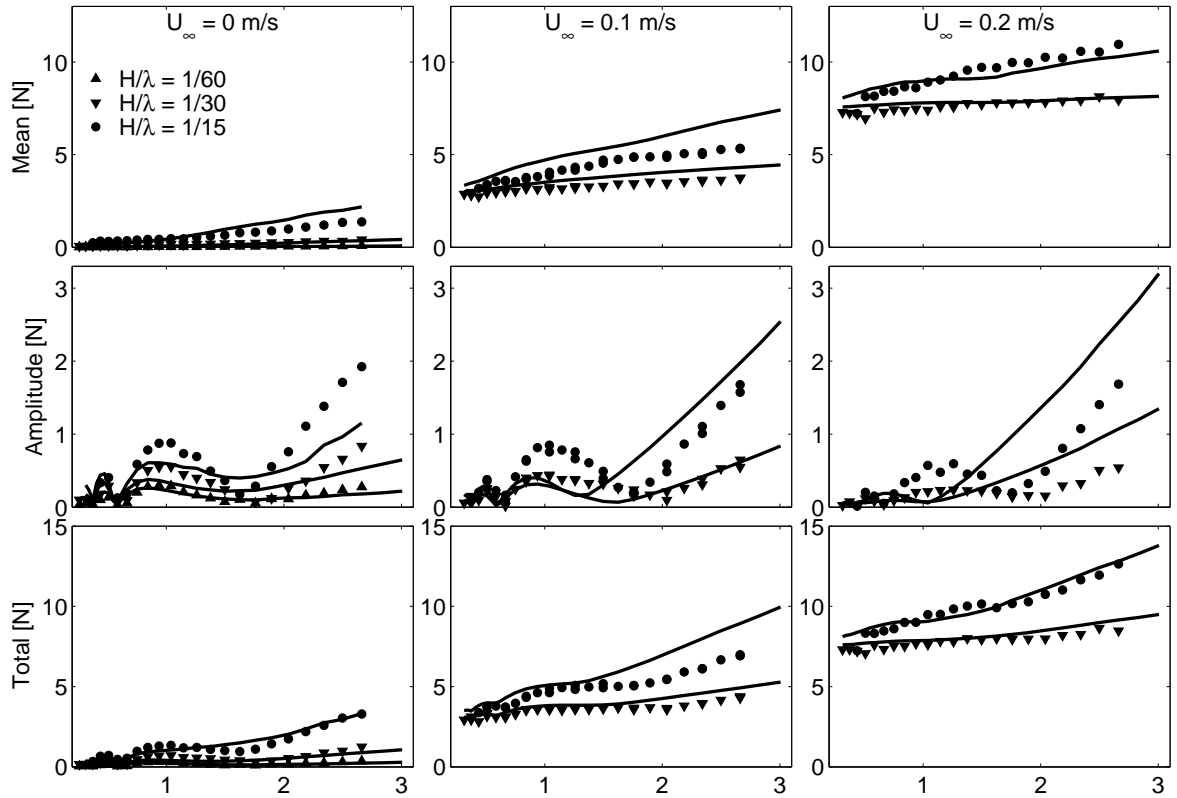 U∞ = 0 m/s
U∞ = 0.1 m/s
U∞ = 0.2 m/s
Mean [N]
10
5
0
H/λ = 1/60
H/λ = 1/30
H/λ = 1/15
10
5
0
10
5
0
Amplitude [N]
3
2
1
0
3
2
1
0
3
2
1
0
Total [N]
15
10
5
0
15
10
5
0
15
10
5
0
1 2 3
1 2 3
1 2 3